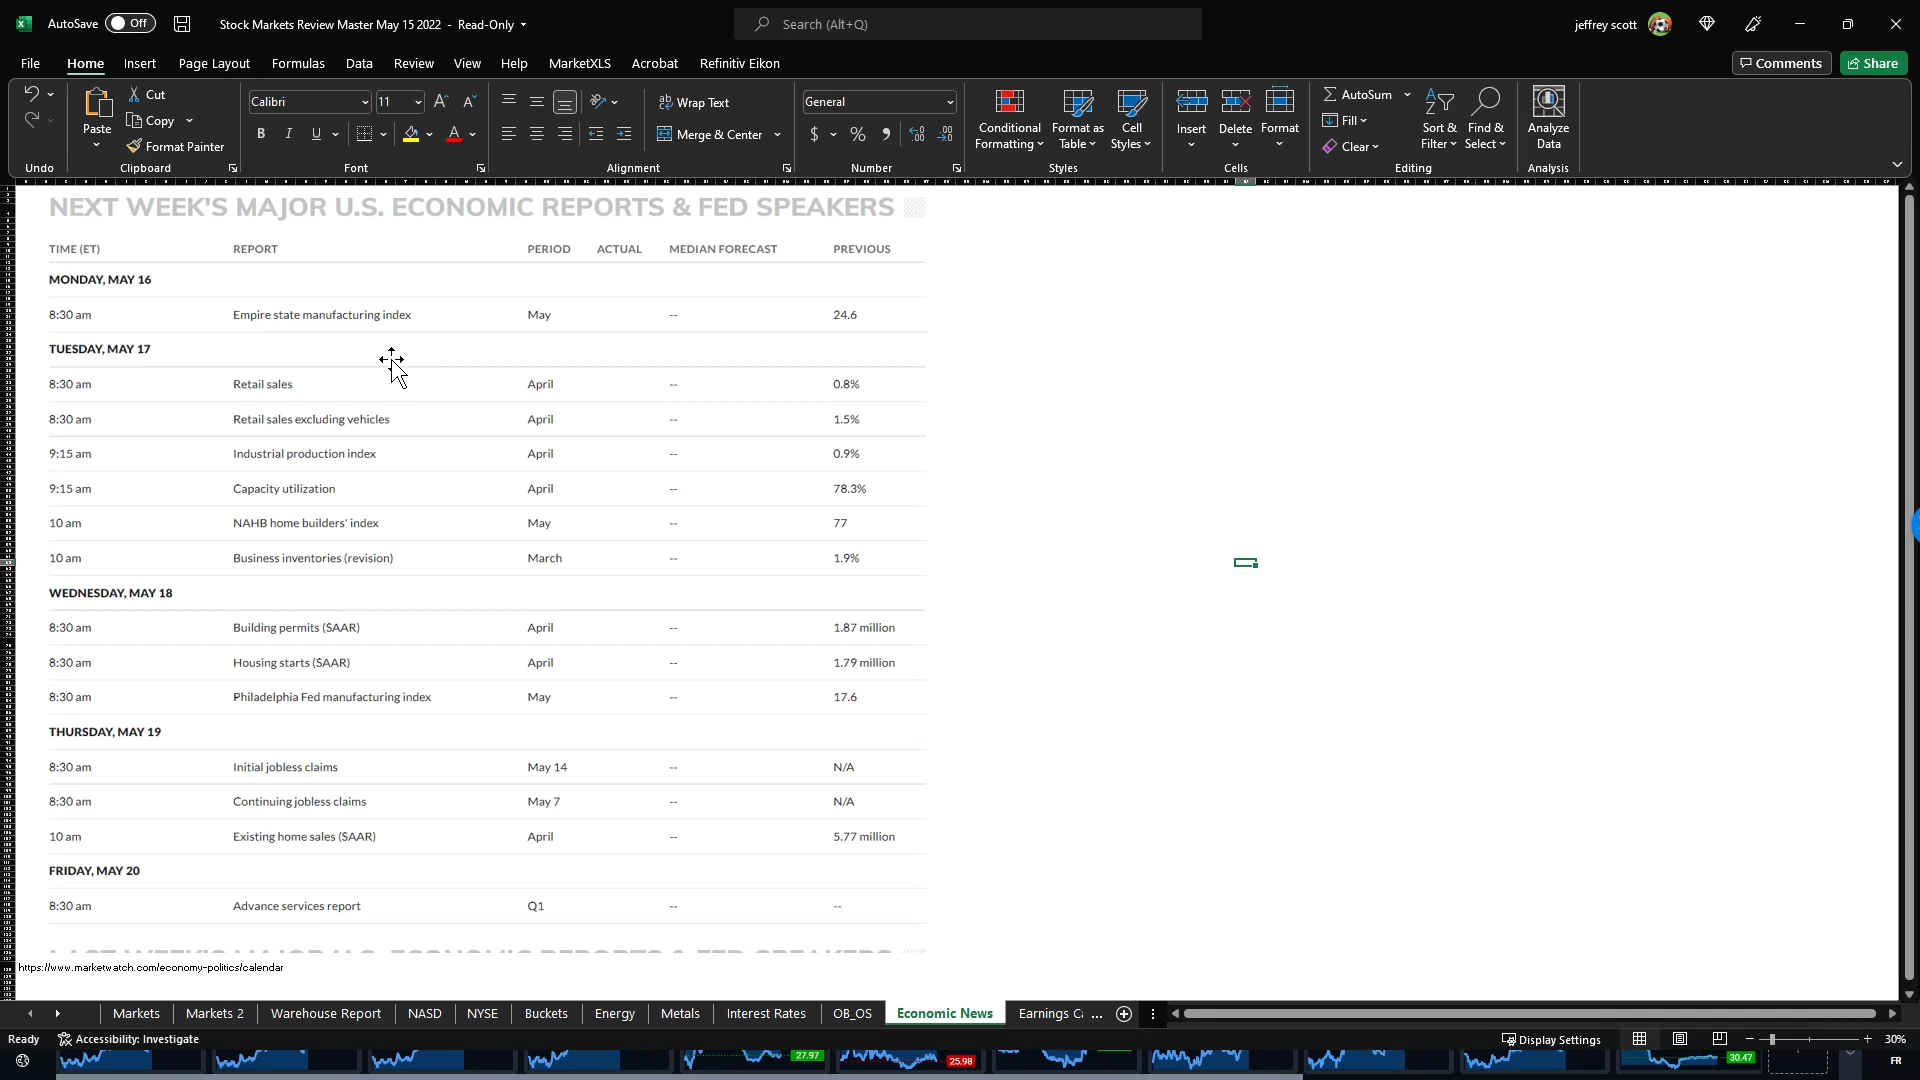 AutoSave Off Stock Markets Review Master May 15 2022 - Read-Only Search (Alt+Q) jeffrey scott
File Home Insert Page Layout Formulas Data Review View Help MarketXLS Acrobat Refinitiv Eikon Comments Share
Cut
Copy
Format Painter
Paste
Calibri 11
B I U
Wrap Text
Merge & Center
General
$ % 9
Conditional Formatting
Format as Table
Cell Styles
Insert Delete Format
AutoSum
Fill
Clear
Sort & Filter
Find & Select
Analyze Data
Undo Clipboard Font Alignment Number Styles Cells Editing Analysis
NEXT WEEK'S MAJOR U.S. ECONOMIC REPORTS & FED SPEAKERS
TIME (ET) REPORT PERIOD ACTUAL MEDIAN FORECAST PREVIOUS
MONDAY, MAY 16
8:30 am Empire state manufacturing index May -- 24.6
TUESDAY, MAY 17
8:30 am Retail sales April -- 0.8%
8:30 am Retail sales excluding vehicles April -- 1.5%
9:15 am Industrial production index April -- 0.9%
9:15 am Capacity utilization April -- 78.3%
10 am NAHB home builders' index May -- 77
10 am Business inventories (revision) March -- 1.9%
WEDNESDAY, MAY 18
8:30 am Building permits (SAAR) April -- 1.87 million
8:30 am Housing starts (SAAR) April -- 1.79 million
8:30 am Philadelphia Fed manufacturing index May -- 17.6
THURSDAY, MAY 19
8:30 am Initial jobless claims May 14 -- N/A
8:30 am Continuing jobless claims May 7 -- N/A
10 am Existing home sales (SAAR) April -- 5.77 million
FRIDAY, MAY 20
8:30 am Advance services report Q1 -- --
LAST WEEK'S MAJOR U.S. ECONOMIC REPORTS & FED SPEAKERS
https://www.marketwatch.com/economy-politics/calendar
Markets Markets 2 Warehouse Report NASD NYSE Buckets Energy Metals Interest Rates OB_OS Economic News Earnings Ca ...
Ready Accessibility: Investigate Display Settings 30%
27.97 25.98 30.47 FR